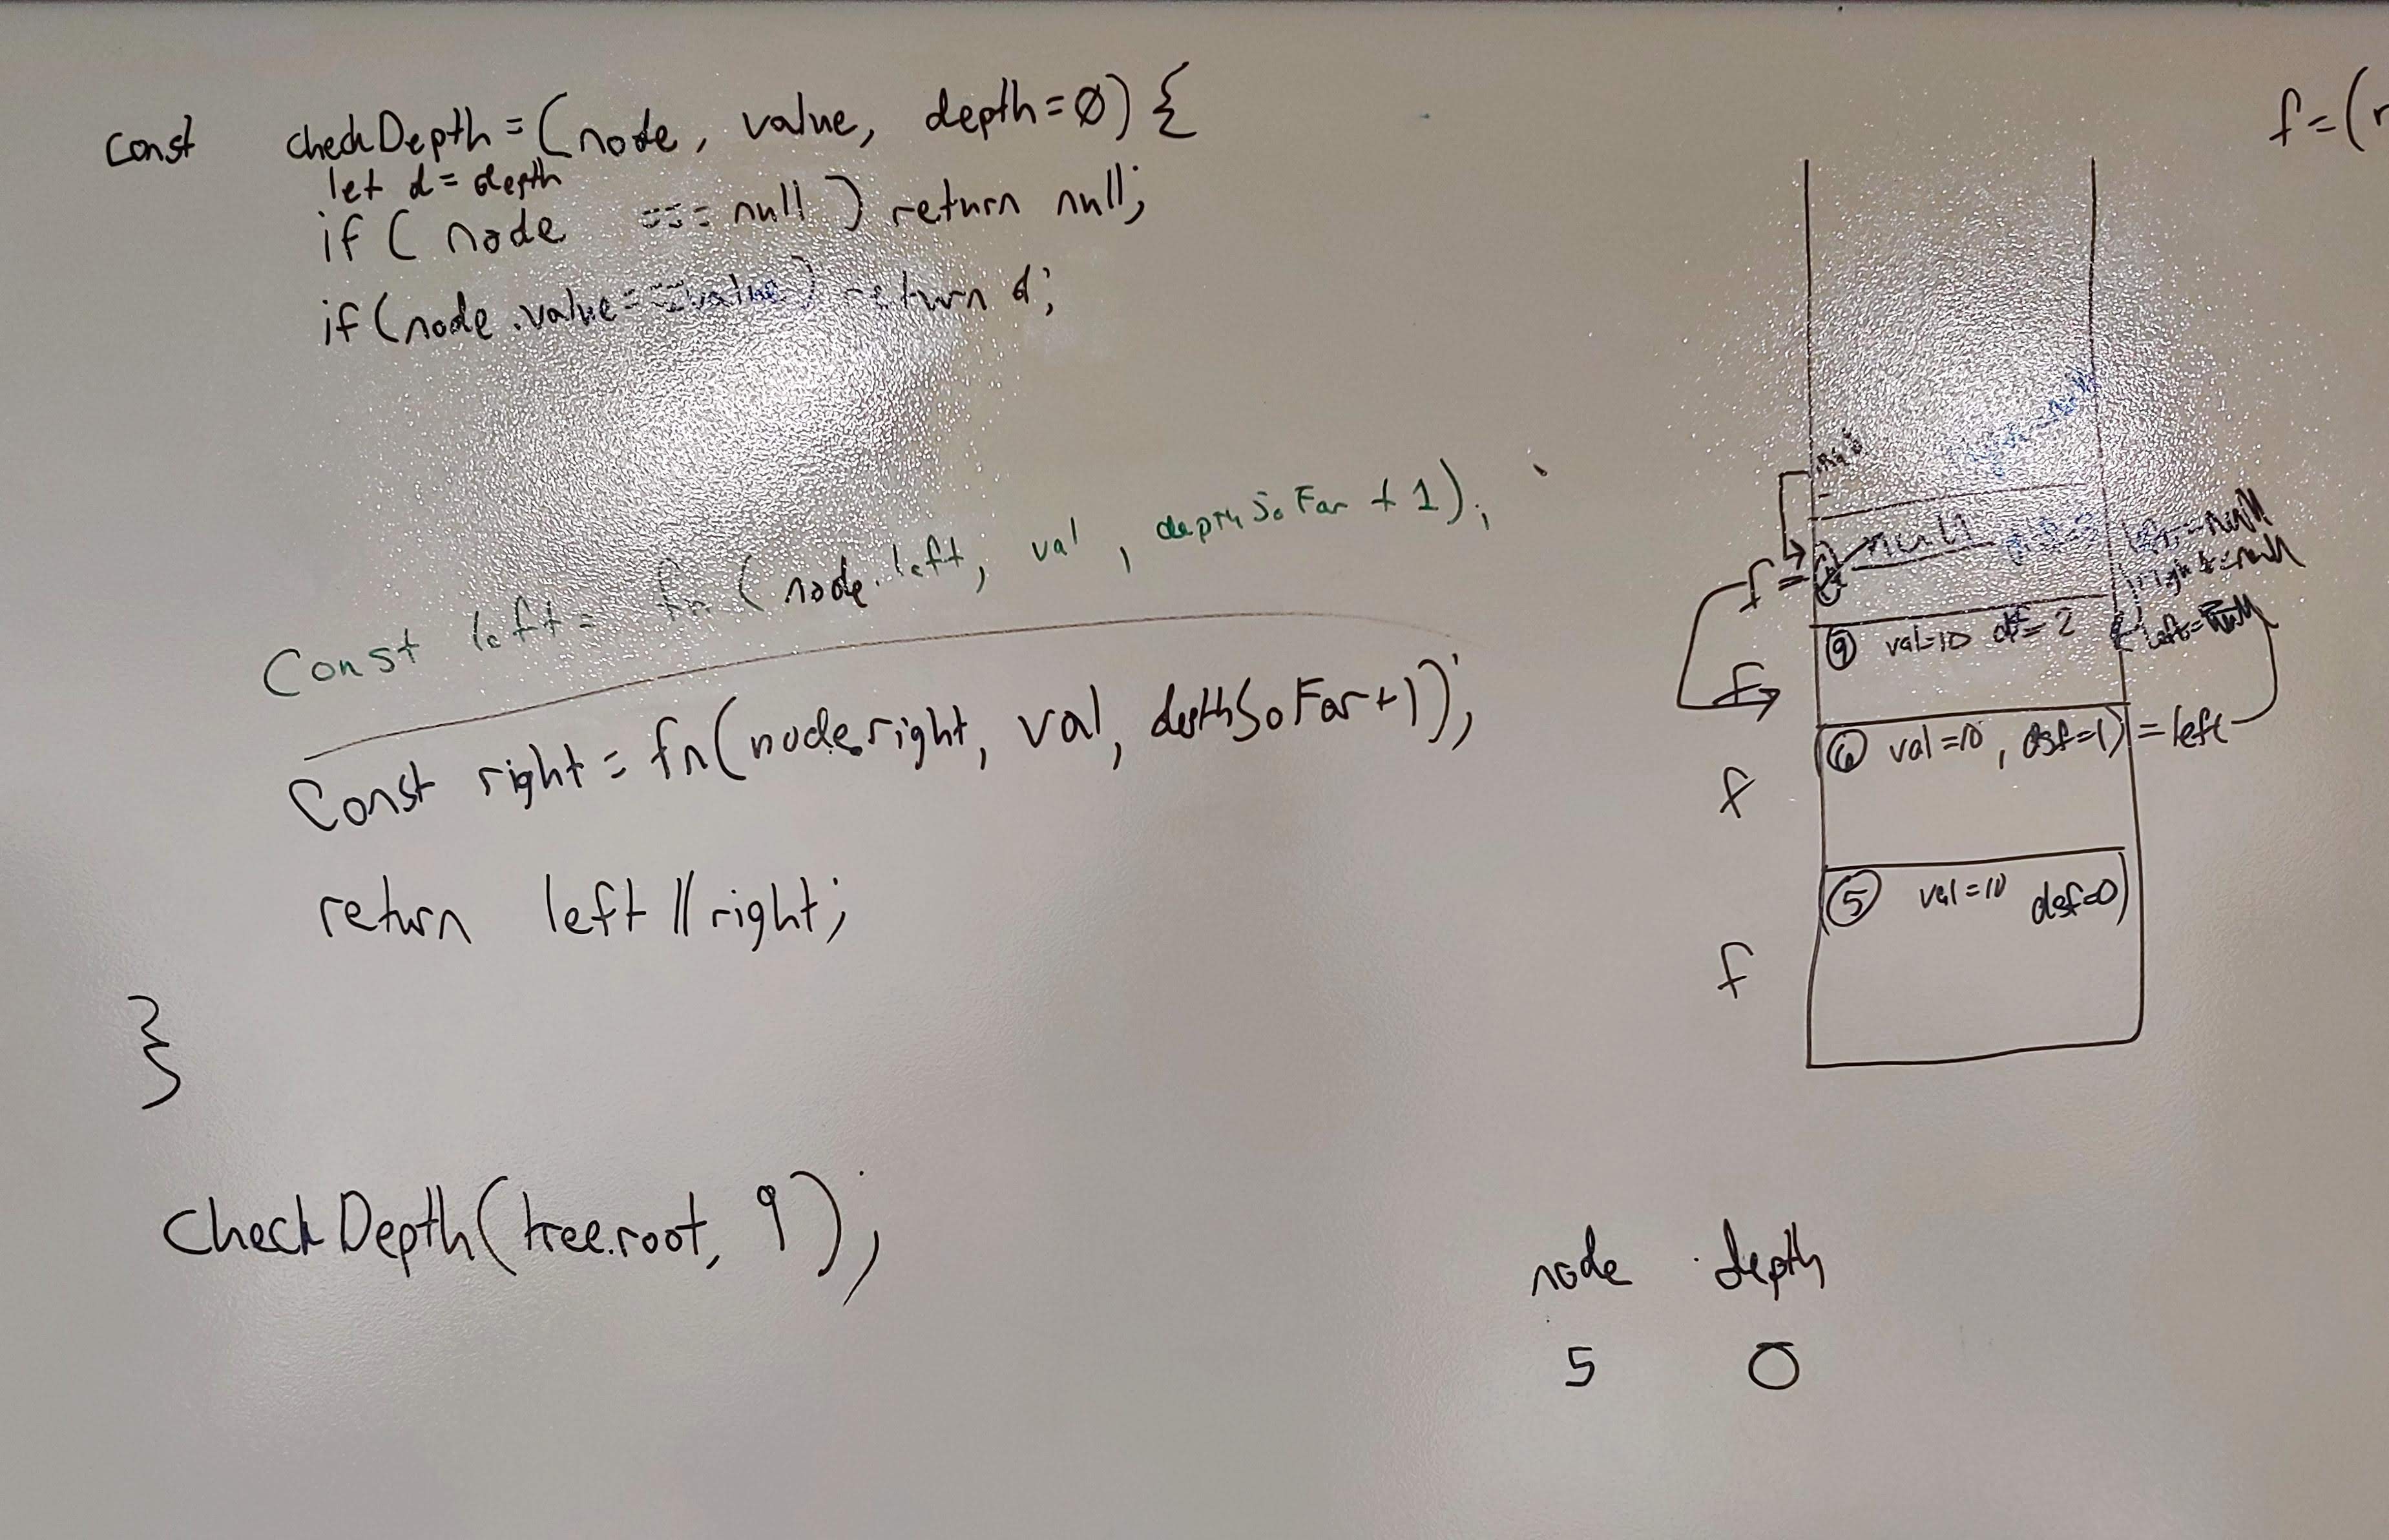 const checkDepth = (node, value, depth=Ø) {
let d = depth
if ( node === null ) return null;
if (node.value === value) return d;
Const left = fn ( node.left, val , depthSoFar + 1 );
Const right = fn(node.right, val, depthSoFar+1);
return left || right;
}
checkDepth(tree.root, 9);
f=(
null
f =
left=null
right=null
9 val=10 dsf=2
f
6 val=10, dsf=1) = left
f
5 val=10 dsf=0)
f
node depth
5 0